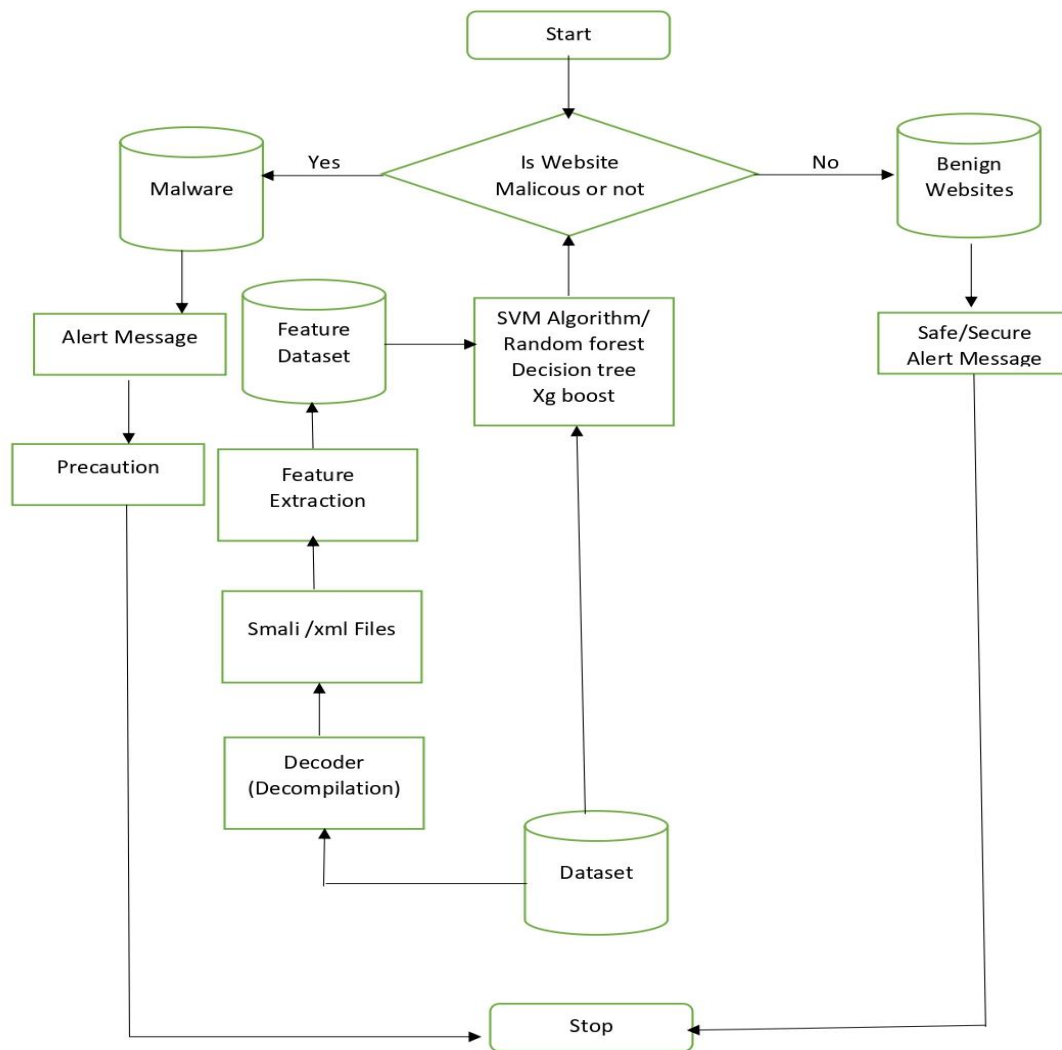 Start
Is Website
Malicous or not
Yes
No
Malware
Benign
Websites
Alert Message
Feature
Dataset
SVM Algorithm/
Random forest
Decision tree
Xg boost
Safe/Secure
Alert Message
Precaution
Feature
Extraction
Smali /xml Files
Decoder
(Decompilation)
Dataset
Stop